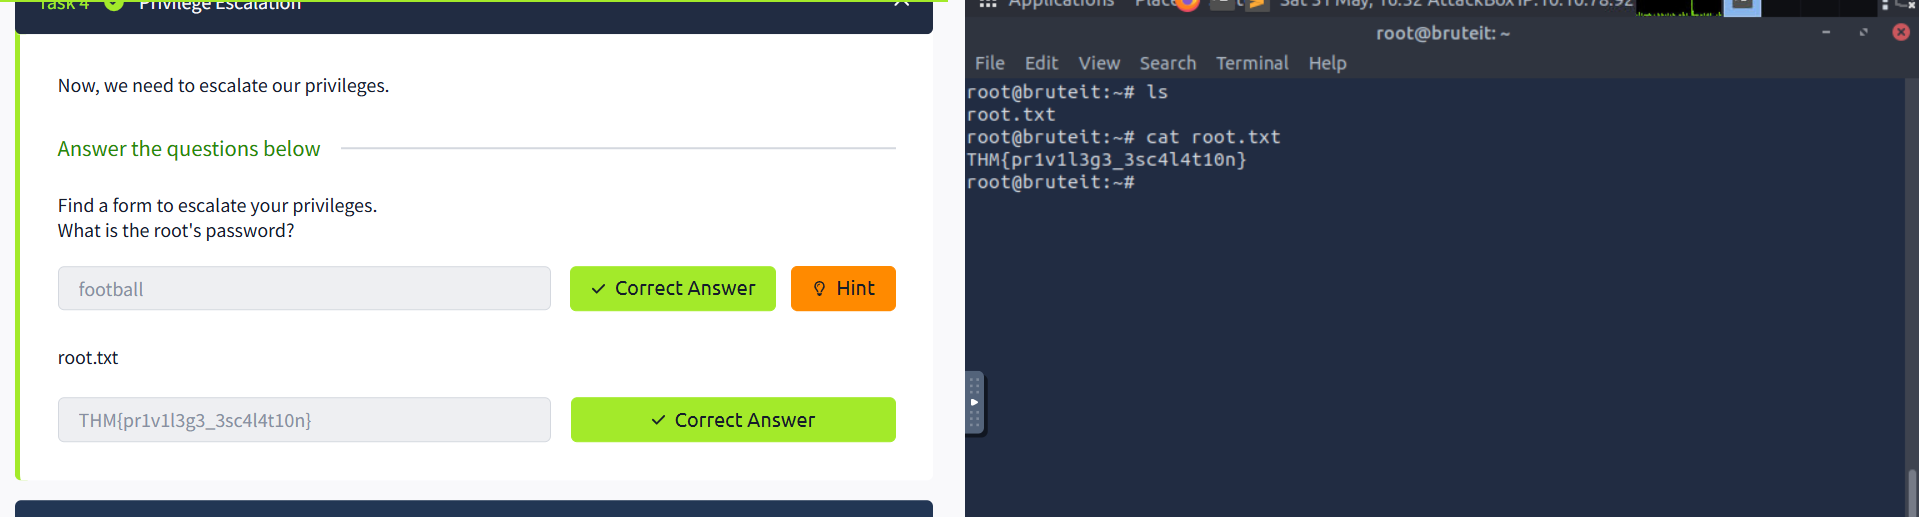 Task 4 Privilege Escalation
Now, we need to escalate our privileges.
Answer the questions below
Find a form to escalate your privileges.
What is the root's password?
football
Correct Answer
Hint
root.txt
THM{pr1v1l3g3_3sc4l4t10n}
Correct Answer
Applications
Sat 31 May, AttackBox IP:10.10.78.92
root@bruteit: ~
File Edit View Search Terminal Help
root@bruteit:~# ls
root.txt
root@bruteit:~# cat root.txt
THM{pr1v1l3g3_3sc4l4t10n}
root@bruteit:~#